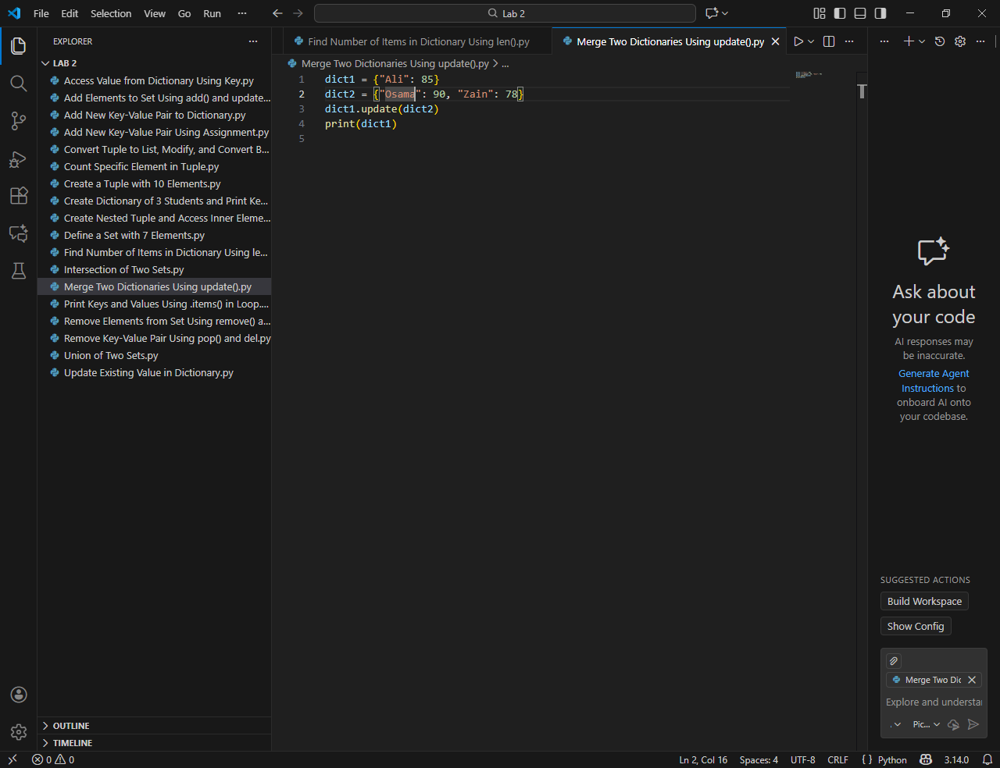 File Edit Selection View Go Run ··· Lab 2
EXPLORER ···
LAB 2
Access Value from Dictionary Using Key.py
Add Elements to Set Using add() and update...
Add New Key-Value Pair to Dictionary.py
Add New Key-Value Pair Using Assignment.py
Convert Tuple to List, Modify, and Convert B...
Count Specific Element in Tuple.py
Create a Tuple with 10 Elements.py
Create Dictionary of 3 Students and Print Ke...
Create Nested Tuple and Access Inner Eleme...
Define a Set with 7 Elements.py
Find Number of Items in Dictionary Using le...
Intersection of Two Sets.py
Merge Two Dictionaries Using update().py
Print Keys and Values Using .items() in Loop....
Remove Elements from Set Using remove() a...
Remove Key-Value Pair Using pop() and del.py
Union of Two Sets.py
Update Existing Value in Dictionary.py
OUTLINE
TIMELINE
Find Number of Items in Dictionary Using len().py
Merge Two Dictionaries Using update().py
Merge Two Dictionaries Using update().py > ...
1 dict1 = {"Ali": 85}
2 dict2 = {"Osama": 90, "Zain": 78}
3 dict1.update(dict2)
4 print(dict1)
5
Ask about
your code
AI responses may
be inaccurate.
Generate Agent
Instructions to
onboard AI onto
your codebase.
SUGGESTED ACTIONS
Build Workspace
Show Config
Merge Two Dic
Explore and understa
. Pic...
0 0 Ln 2, Col 16 Spaces: 4 UTF-8 CRLF { } Python 3.14.0